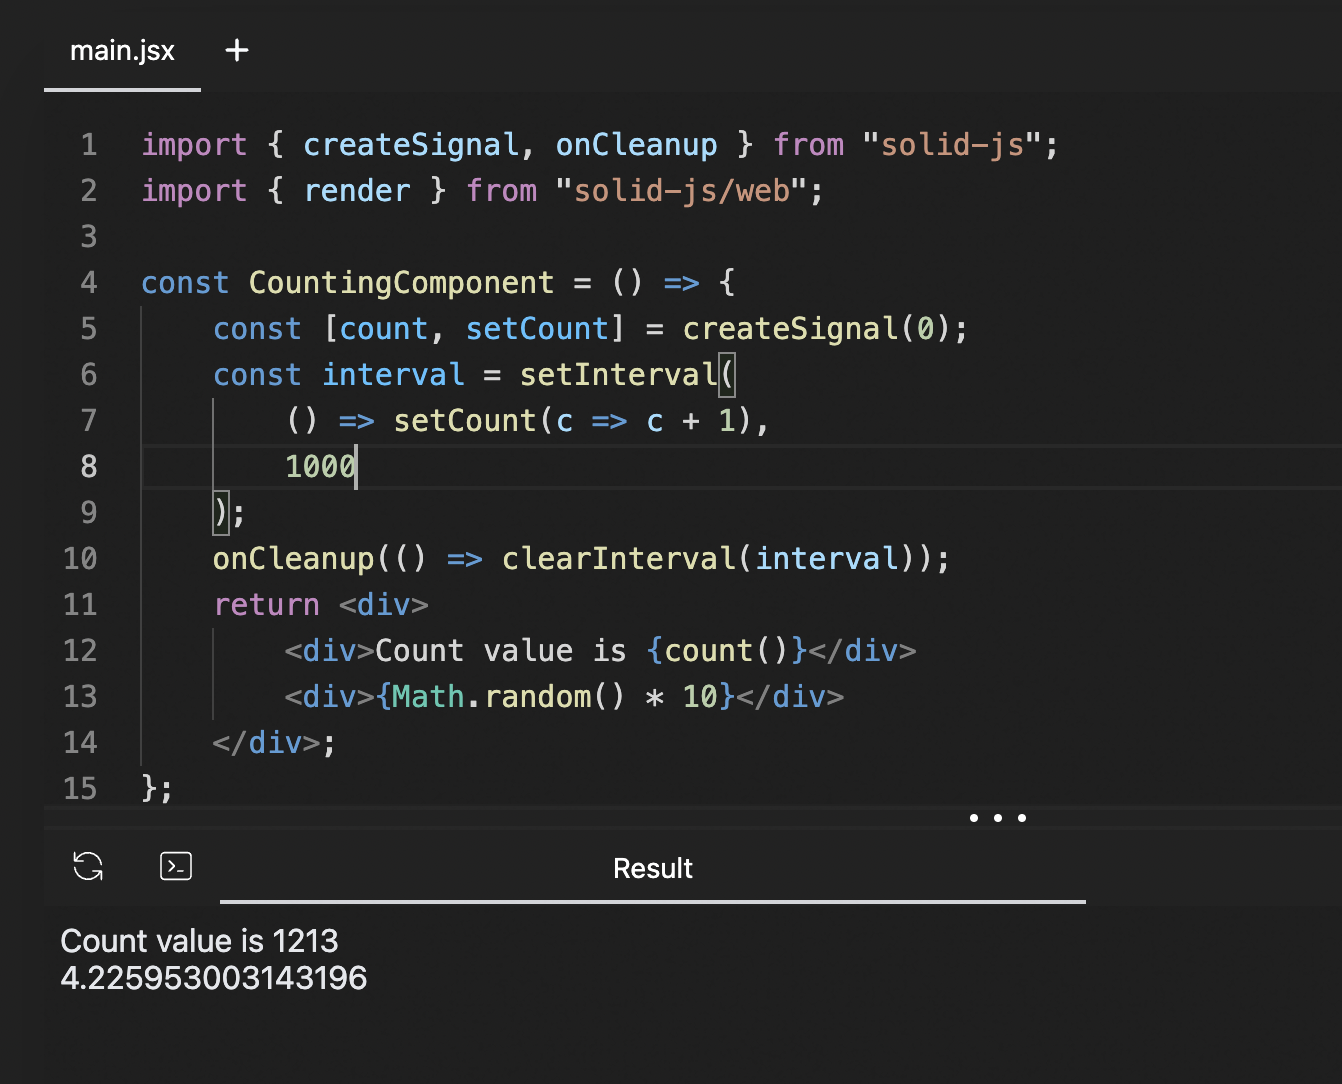 main.jsx +
1 import { createSignal, onCleanup } from "solid-js";
2 import { render } from "solid-js/web";
3
4 const CountingComponent = () => {
5     const [count, setCount] = createSignal(0);
6     const interval = setInterval(
7         () => setCount(c => c + 1),
8         1000
9     );
10     onCleanup(() => clearInterval(interval));
11     return <div>
12         <div>Count value is {count()}</div>
13         <div>{Math.random() * 10}</div>
14     </div>;
15 };
Result
Count value is 1213
4.225953003143196